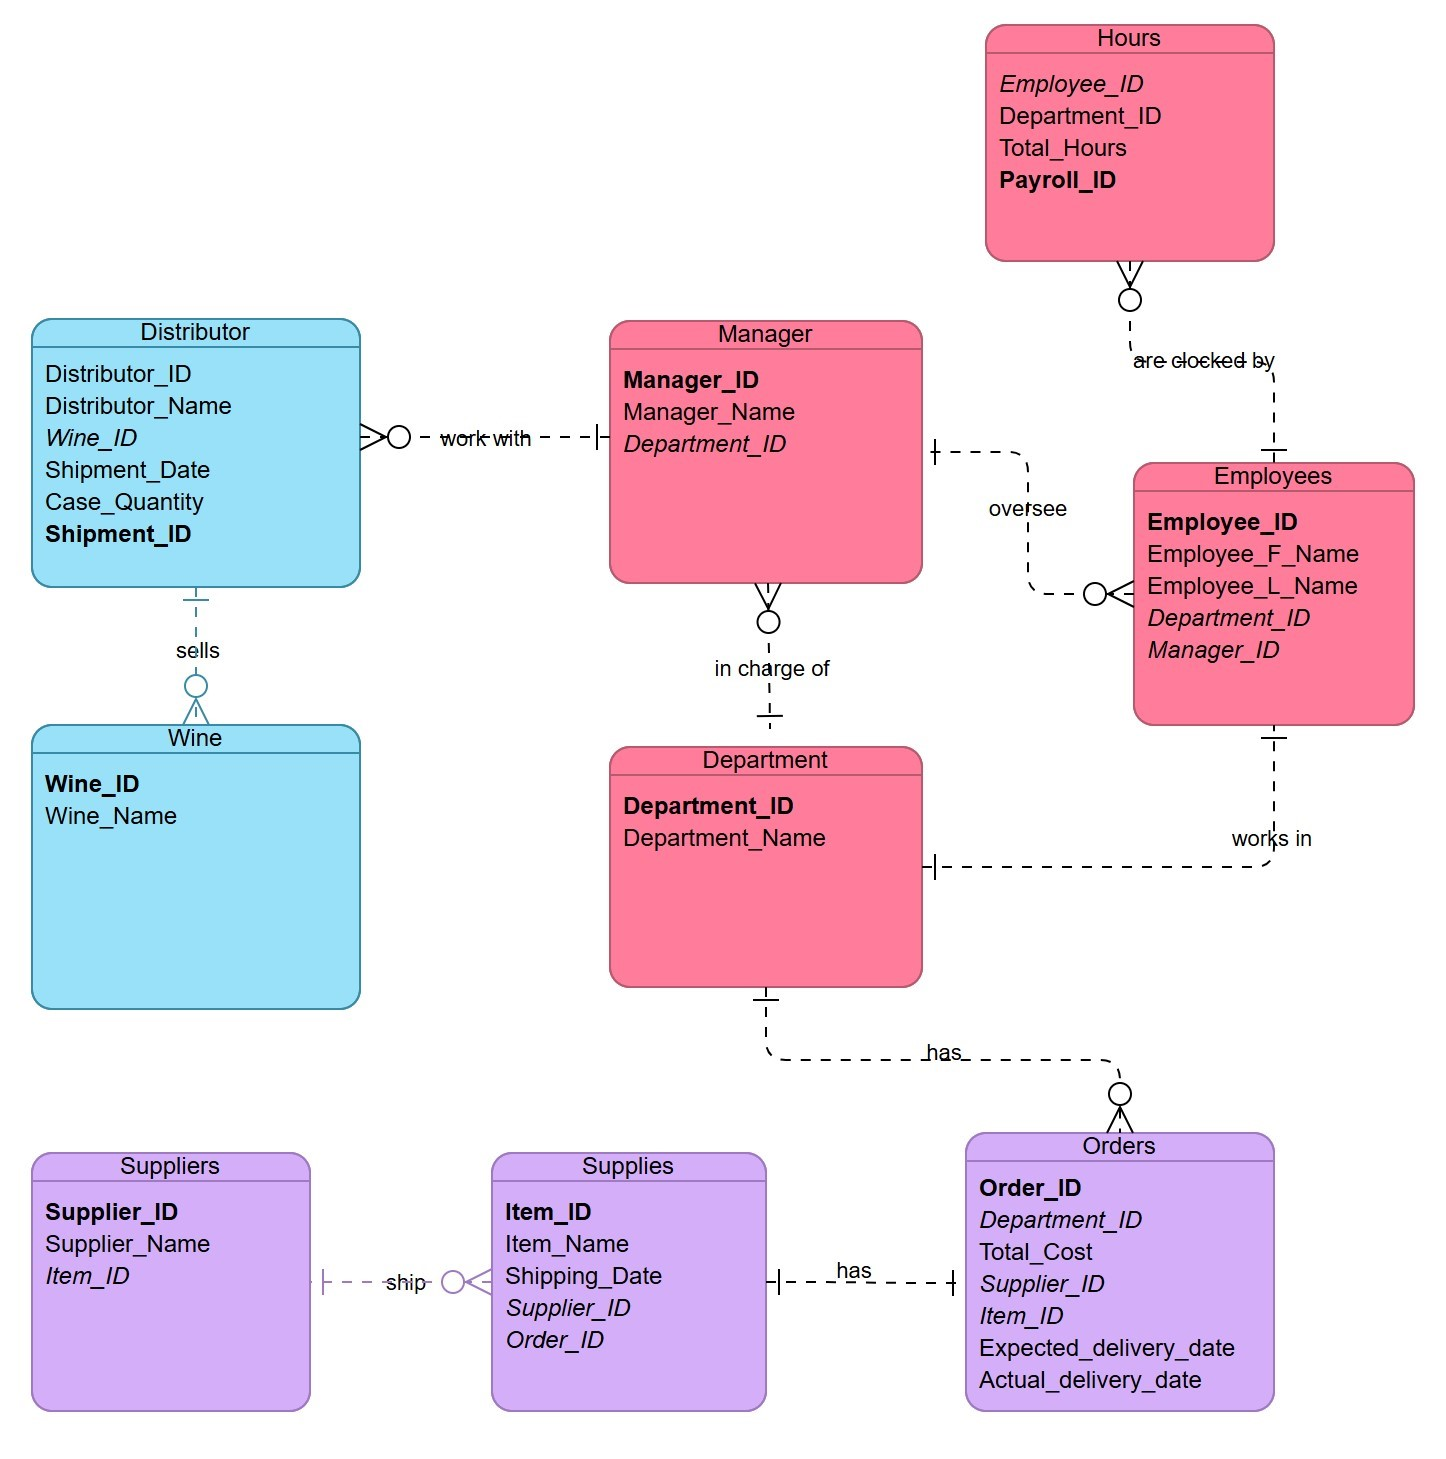 Hours
Employee_ID
Department_ID
Total_Hours
Payroll_ID
are clocked by
Distributor
Distributor_ID
Distributor_Name
Wine_ID
Shipment_Date
Case_Quantity
Shipment_ID
work with
Manager
Manager_ID
Manager_Name
Department_ID
oversee
Employees
Employee_ID
Employee_F_Name
Employee_L_Name
Department_ID
Manager_ID
sells
in charge of
Wine
Wine_ID
Wine_Name
Department
Department_ID
Department_Name
works in
has
Suppliers
Supplier_ID
Supplier_Name
Item_ID
ship
Supplies
Item_ID
Item_Name
Shipping_Date
Supplier_ID
Order_ID
has
Orders
Order_ID
Department_ID
Total_Cost
Supplier_ID
Item_ID
Expected_delivery_date
Actual_delivery_date